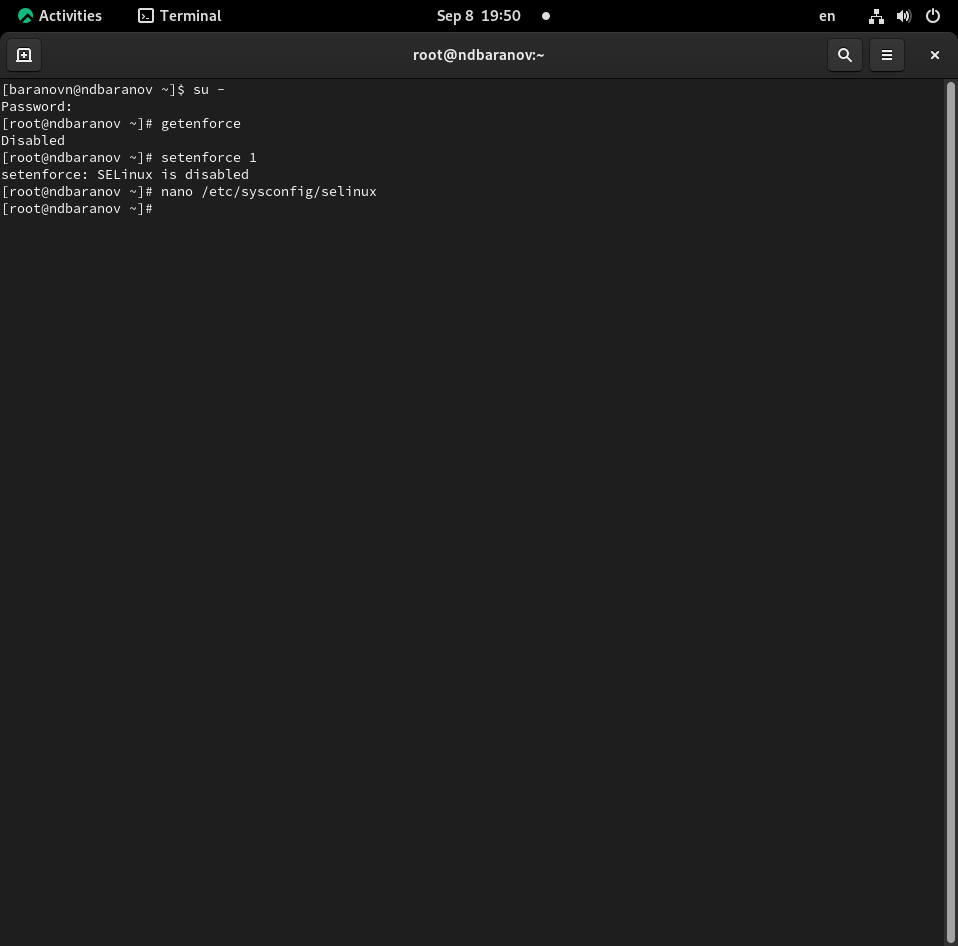 Activities Terminal Sep 8 19:50 en
root@ndbaranov:~
[baranovn@ndbaranov ~]$ su -
Password:
[root@ndbaranov ~]# getenforce
Disabled
[root@ndbaranov ~]# setenforce 1
setenforce: SELinux is disabled
[root@ndbaranov ~]# nano /etc/sysconfig/selinux
[root@ndbaranov ~]#